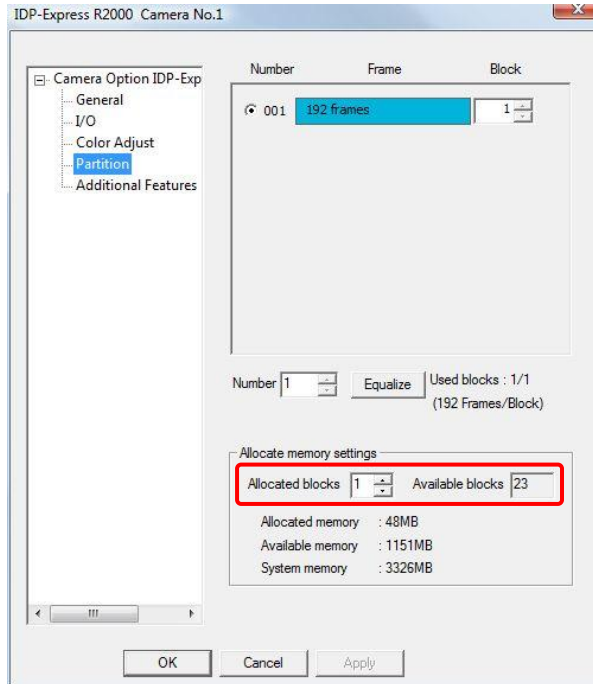 IDP-Express R2000 Camera No.1
Camera Option IDP-Exp
General
I/O
Color Adjust
Partition
Additional Features
Number Frame Block
001 192 frames 1
Number 1 Equalize Used blocks : 1/1
(192 Frames/Block)
Allocate memory settings
Allocated blocks 1 Available blocks 23
Allocated memory : 48MB
Available memory : 1151MB
System memory : 3326MB
OK Cancel Apply